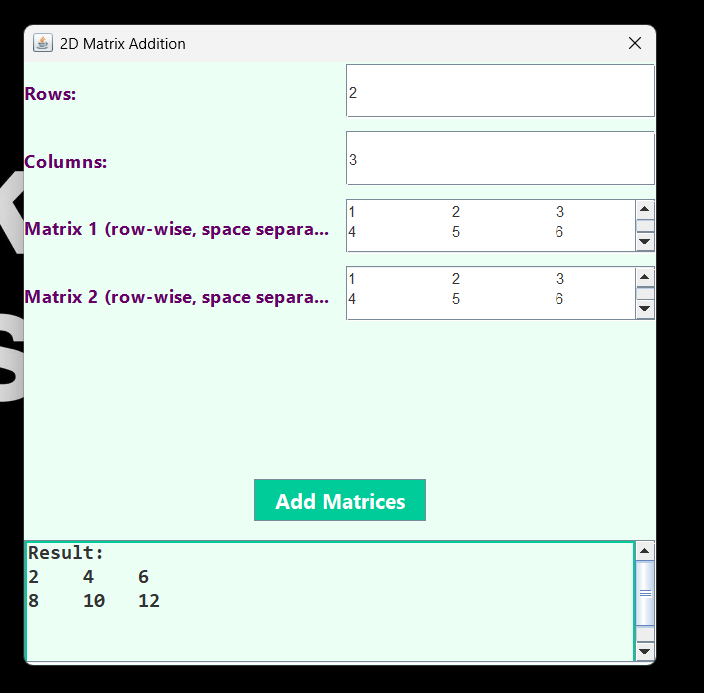 2D Matrix Addition
Rows: 2
Columns: 3
Matrix 1 (row-wise, space separa...
1 2 3
4 5 6
Matrix 2 (row-wise, space separa...
1 2 3
4 5 6
Add Matrices
Result:
2 4 6
8 10 12